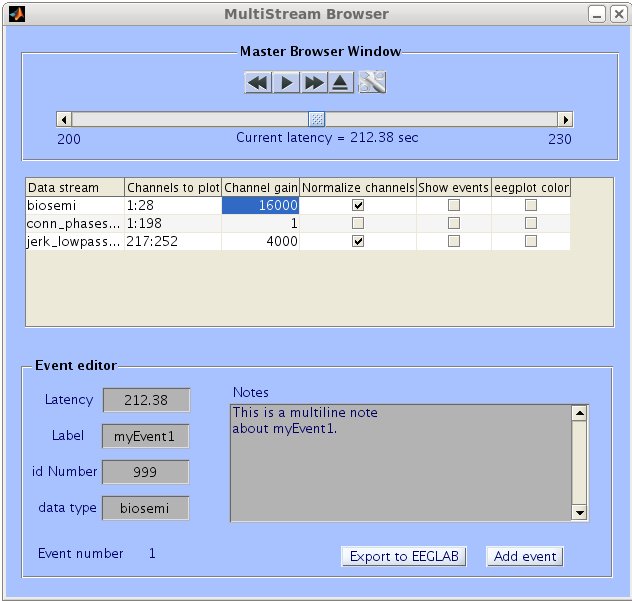 MultiStream Browser
Master Browser Window
200 Current latency = 212.38 sec 230
Data stream Channels to plot Channel gain Normalize channels Show events eegplot color
biosemi 1:28 16000
conn_phases... 1:198 1
jerk_lowpass... 217:252 4000
Event editor
Latency 212.38
Label myEvent1
id Number 999
data type biosemi
Event number 1
Notes
This is a multiline note
about myEvent1.
Export to EEGLAB Add event